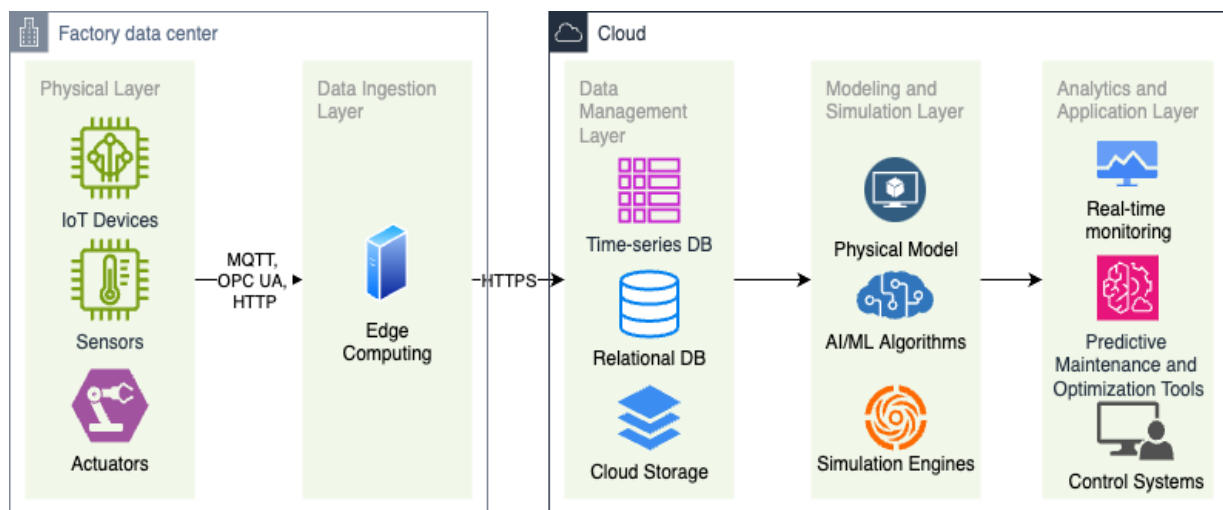 Factory data center
Physical Layer
IoT Devices
Sensors
Actuators
MQTT,
OPC UA,
HTTP
Data Ingestion
Layer
Edge
Computing
HTTPS
Cloud
Data
Management
Layer
Time-series DB
Relational DB
Cloud Storage
Modeling and
Simulation Layer
Physical Model
AI/ML Algorithms
Simulation Engines
Analytics and
Application Layer
Real-time
monitoring
Predictive
Maintenance and
Optimization Tools
Control Systems